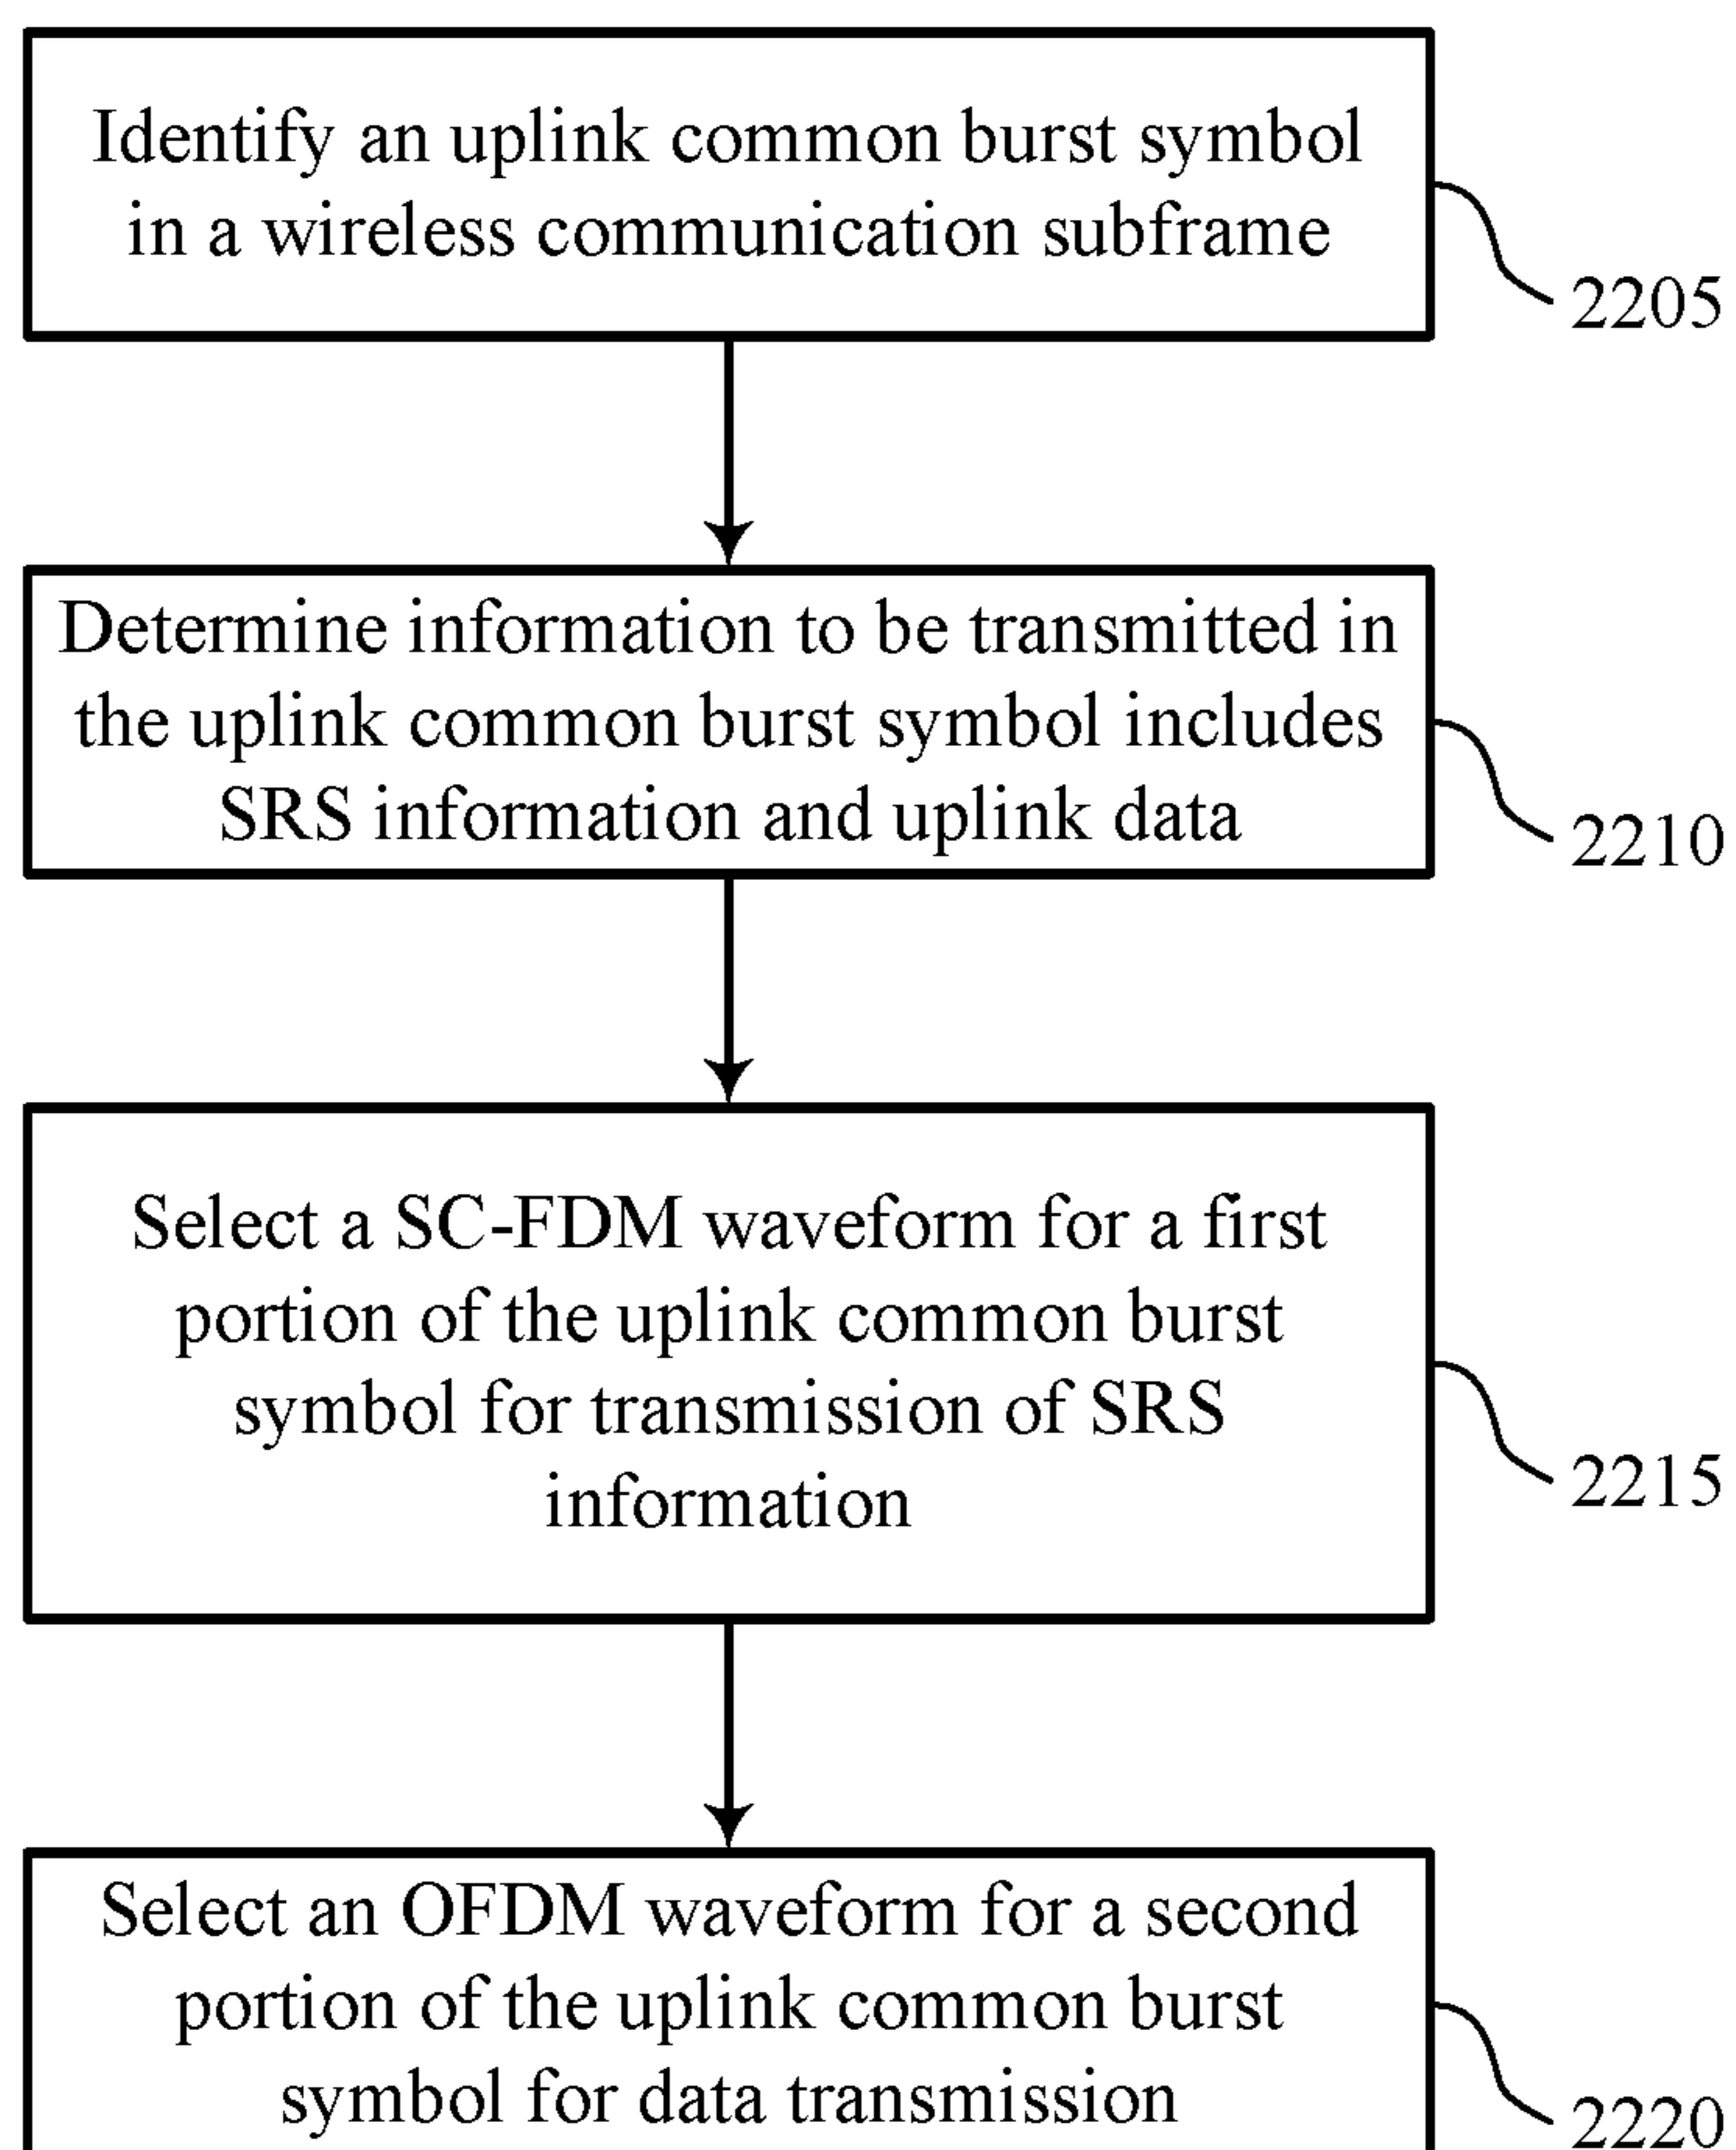 Identify an uplink common burst symbol
in a wireless communication subframe
2205
Determine information to be transmitted in
the uplink common burst symbol includes
SRS information and uplink data
2210
Select a SC-FDM waveform for a first
portion of the uplink common burst
symbol for transmission of SRS
information
2215
Select an OFDM waveform for a second
portion of the uplink common burst
symbol for data transmission
2220